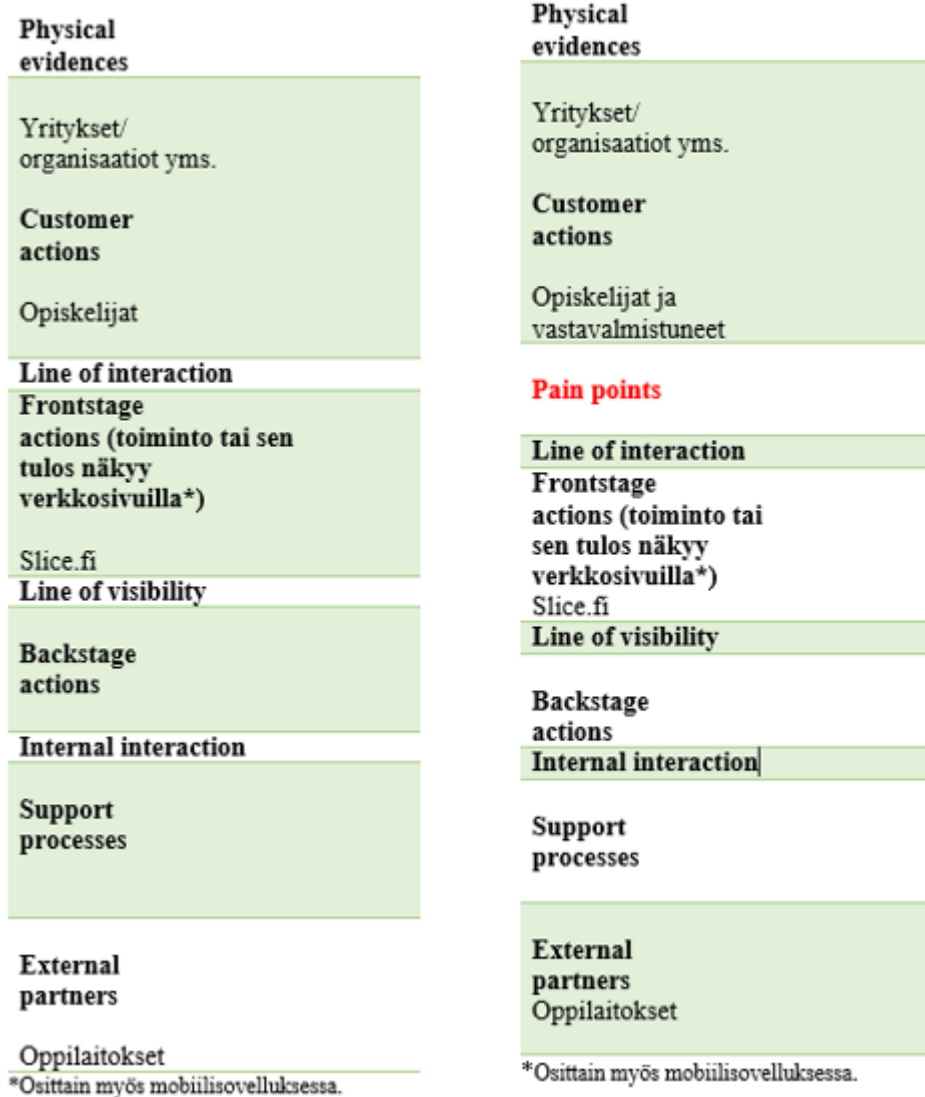 Physical
evidences
Yritykset/
organisaatiot yms.
Customer
actions
Opiskelijat
Line of interaction
Frontstage
actions (toiminto tai sen
tulos näkyy
verkkosivuilla*)
Slice.fi
Line of visibility
Backstage
actions
Internal interaction
Support
processes
External
partners
Oppilaitokset
*Osittain myös mobiilisovelluksessa.
Physical
evidences
Yritykset/
organisaatiot yms.
Customer
actions
Opiskelijat ja
vastavalmistuneet
Pain points
Line of interaction
Frontstage
actions (toiminto tai
sen tulos näkyy
verkkosivuilla*)
Slice.fi
Line of visibility
Backstage
actions
Internal interaction
Support
processes
External
partners
Oppilaitokset
*Osittain myös mobiilisovelluksessa.